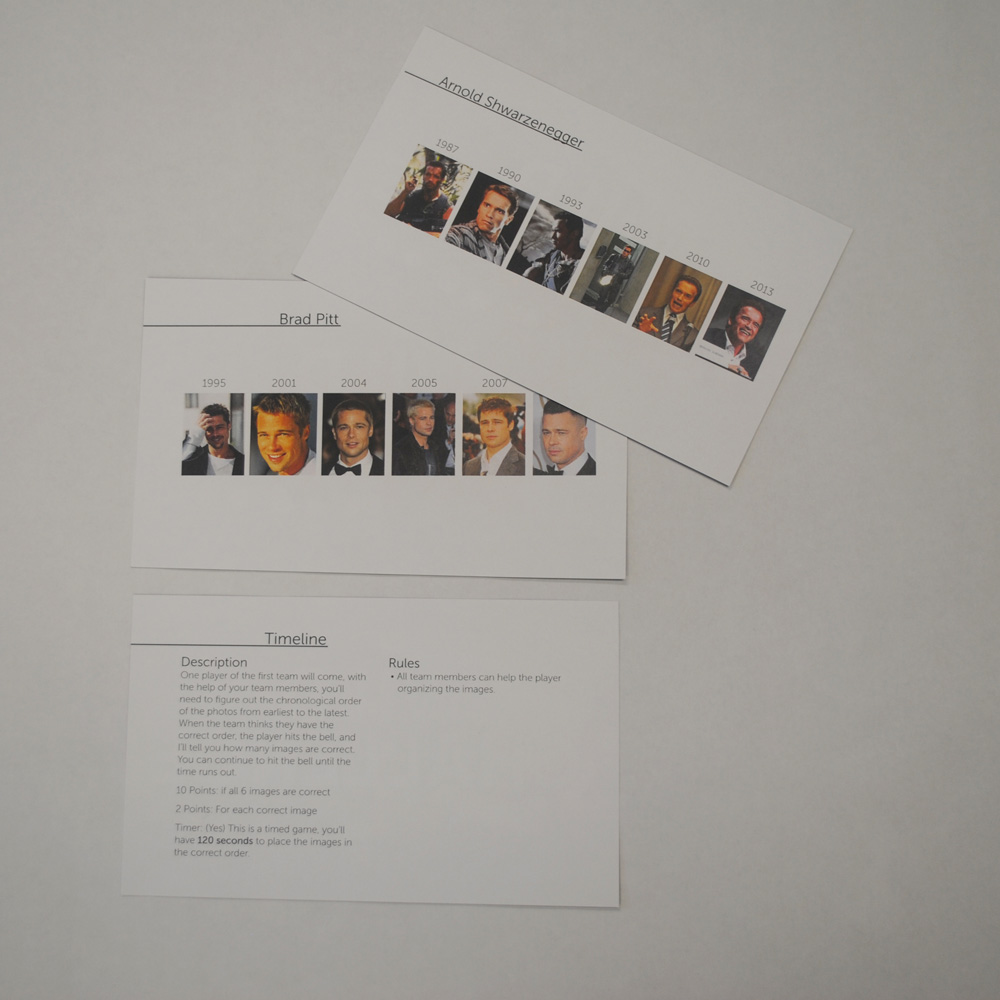 Arnold Shwarzenegger
1987
1990
1993
2003
2010
2013
Brad Pitt
1995 2001 2004 2005 2007
Timeline
Description
One player of the first team will come, with
the help of your team members, you'll
need to figure out the chronological order
of the photos from earliest to the latest.
When the team thinks they have the
correct order, the player hits the bell, and
I'll tell you how many images are correct.
You can continue to hit the bell until the
time runs out.
10 Points: if all 6 images are correct
2 Points: For each correct image
Timer: (Yes) This is a timed game, you'll
have 120 seconds to place the images in
the correct order.
Rules
• All team members can help the player
organizing the images.